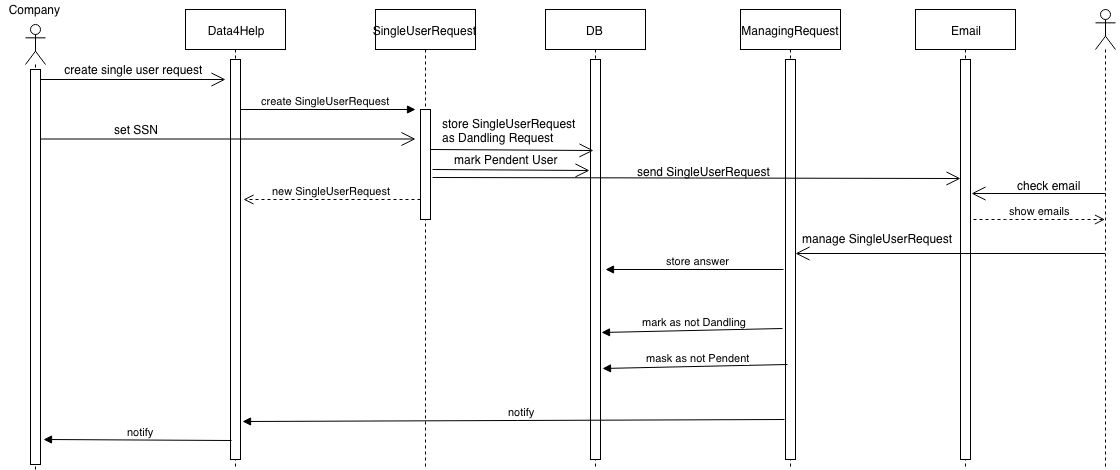 Company
Data4Help
SingleUserRequest
DB
ManagingRequest
Email
create single user request
create SingleUserRequest
set SSN
store SingleUserRequest
as Dandling Request
mark Pendent User
send SingleUserRequest
new SingleUserRequest
check email
show emails
manage SingleUserRequest
store answer
mark as not Dandling
mask as not Pendent
notify
notify